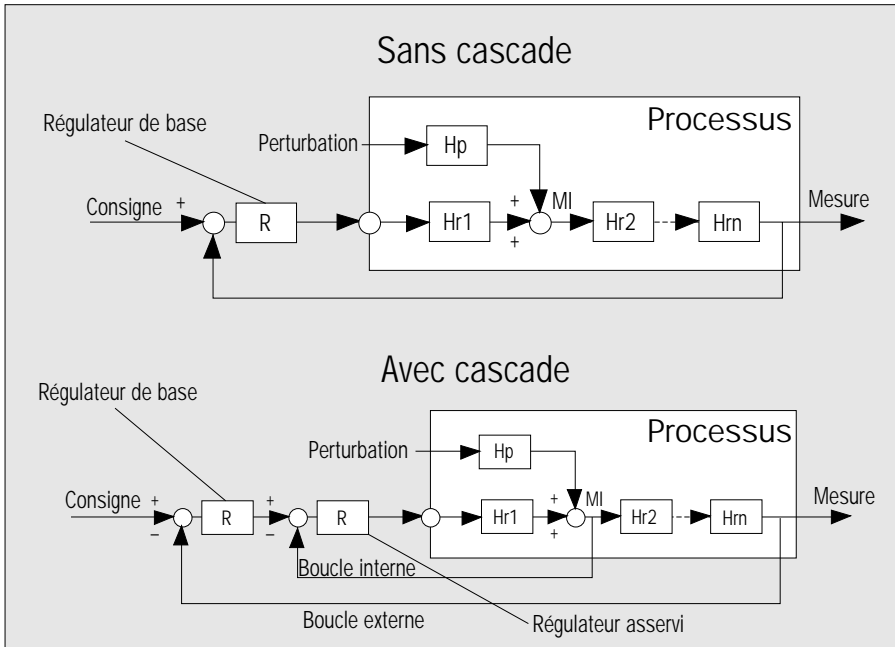 Sans cascade
Régulateur de base
Processus
Perturbation
Hp
Consigne
+
R
Hr1
+
+
MI
Hr2
Hrn
Mesure
Avec cascade
Régulateur de base
Processus
Perturbation
Hp
Consigne
+
–
R
+
–
R
Hr1
+
+
MI
Hr2
Hrn
Mesure
Boucle interne
Boucle externe
Régulateur asservi